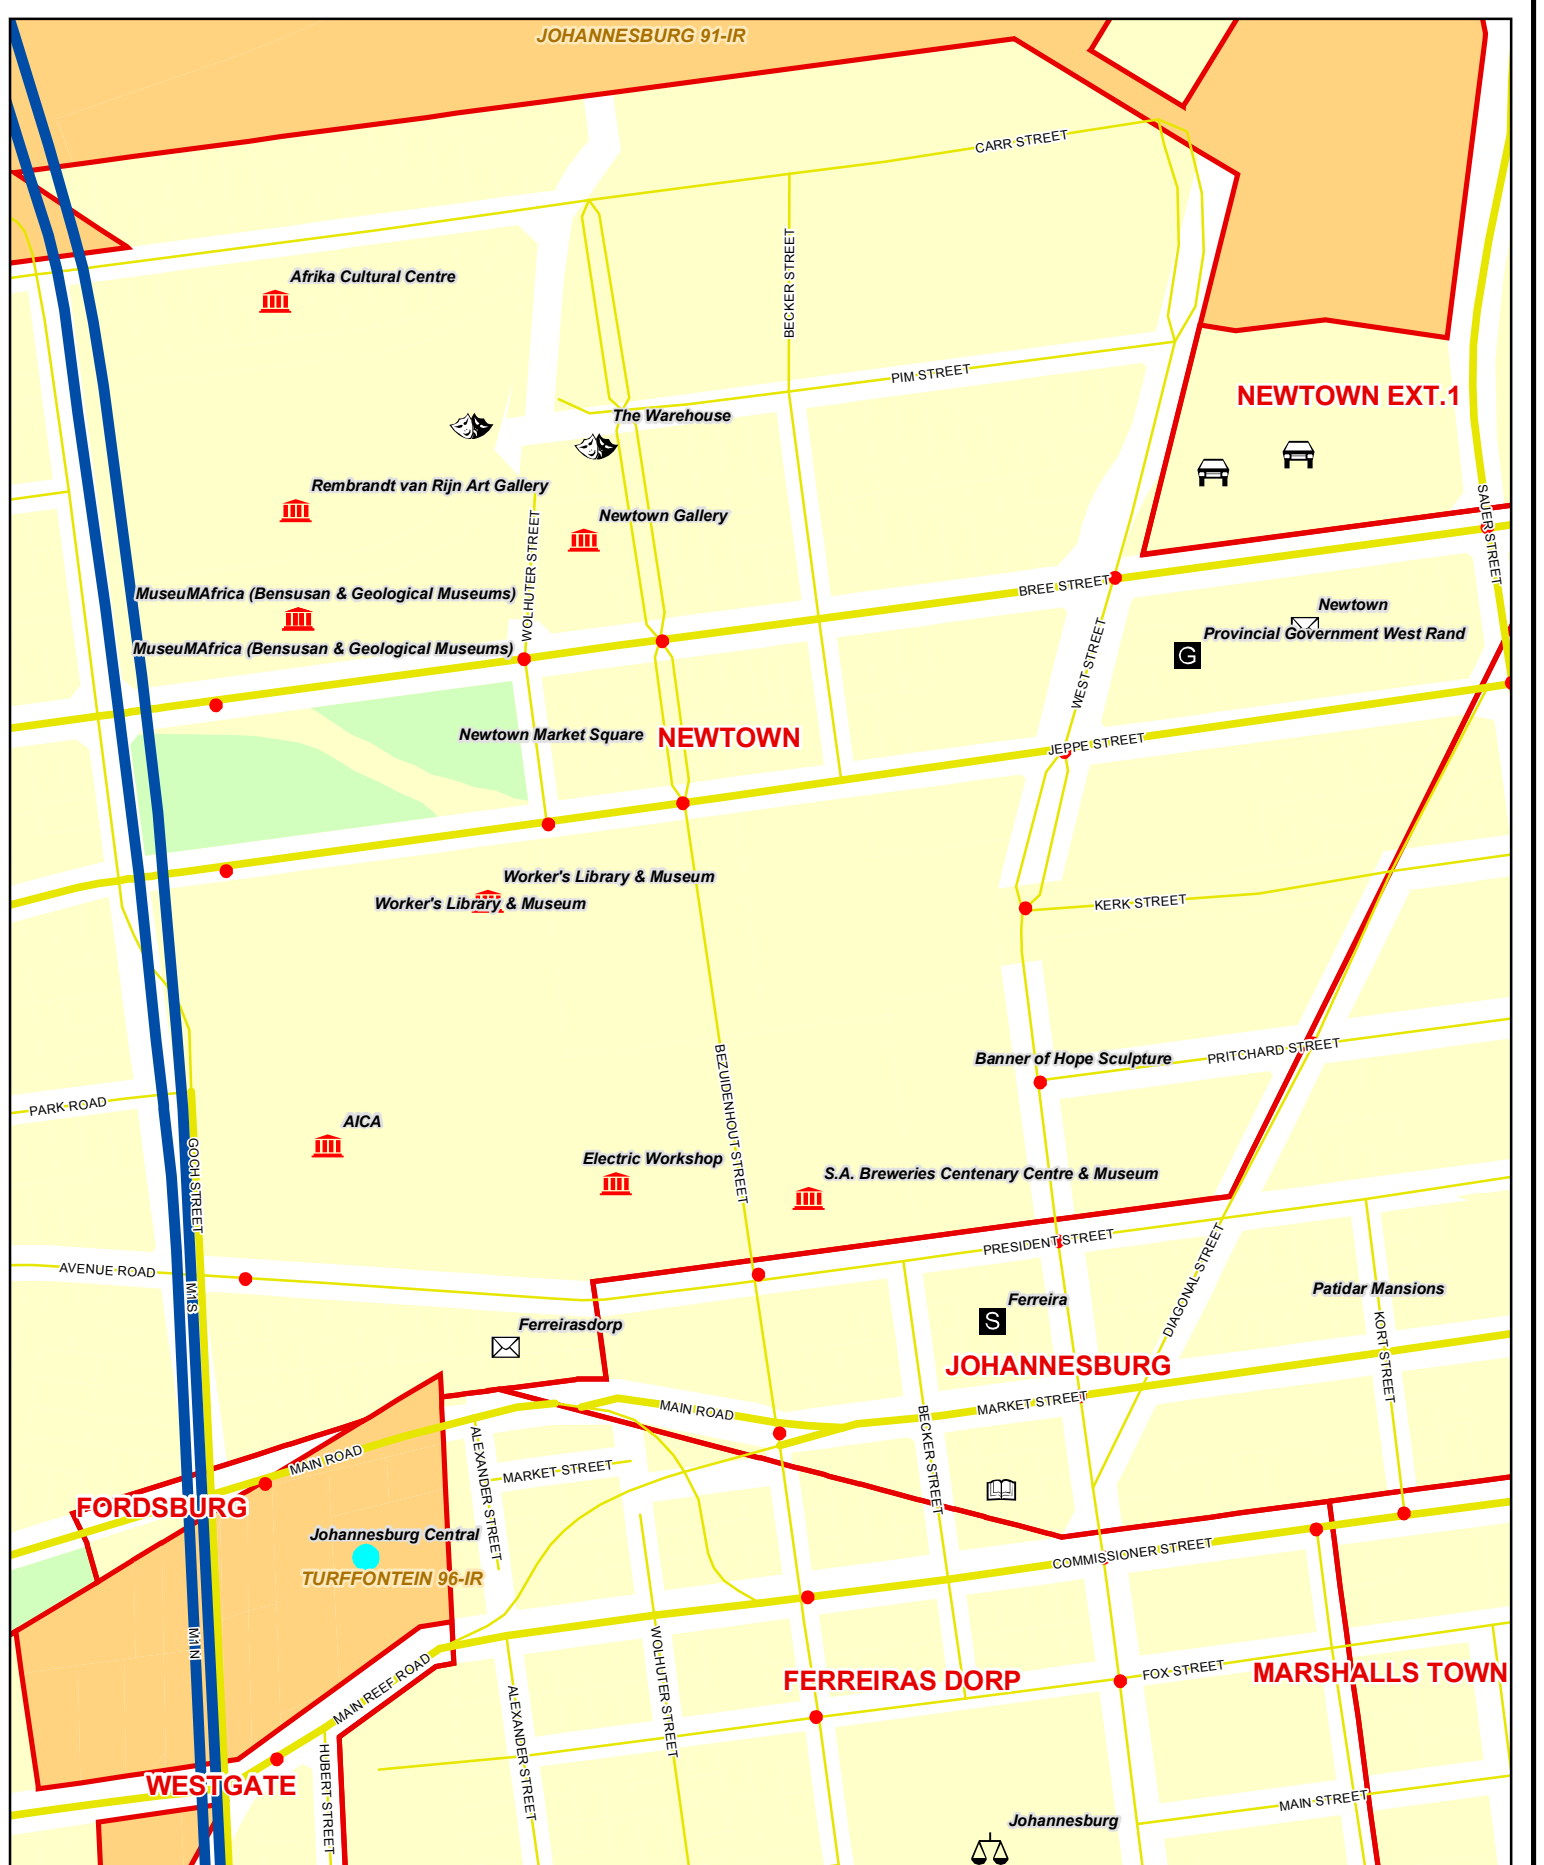 JOHANNESBURG 91-IR
CARR STREET
Afrika Cultural Centre
BECKER STREET
PIM STREET
NEWTOWN EXT.1
The Warehouse
Rembrandt van Rijn Art Gallery
Newtown Gallery
SAUER STREET
WOLHUTER STREET
BREE STREET
MuseuMAfrica (Bensusan & Geological Museums)
Newtown
Provincial Government West Rand
G
MuseuMAfrica (Bensusan & Geological Museums)
WEST STREET
Newtown Market Square
NEWTOWN
JEPPE STREET
Worker's Library & Museum
Worker's Library & Museum
KERK STREET
PRITCHARD STREET
Banner of Hope Sculpture
PARK ROAD
AICA
BEZUIDENHOUT STREET
GOCH STREET
Electric Workshop
S.A. Breweries Centenary Centre & Museum
PRESIDENT STREET
AVENUE ROAD
M1S
DIAGONAL STREET
Patidar Mansions
Ferreira
S
Ferreirasdorp
KORT STREET
JOHANNESBURG
MARKET STREET
MAIN ROAD
BECKER STREET
MAIN ROAD
ALEXANDER STREET
MARKET STREET
FORDSBURG
Johannesburg Central
TURFFONTEIN 96-IR
COMMISSIONER STREET
M1N
WOLHUTER STREET
MAIN REEF ROAD
FERREIRAS DORP
FOX STREET
MARSHALLS TOWN
ALEXANDER STREET
WESTGATE
HUBERT STREET
MAIN STREET
Johannesburg